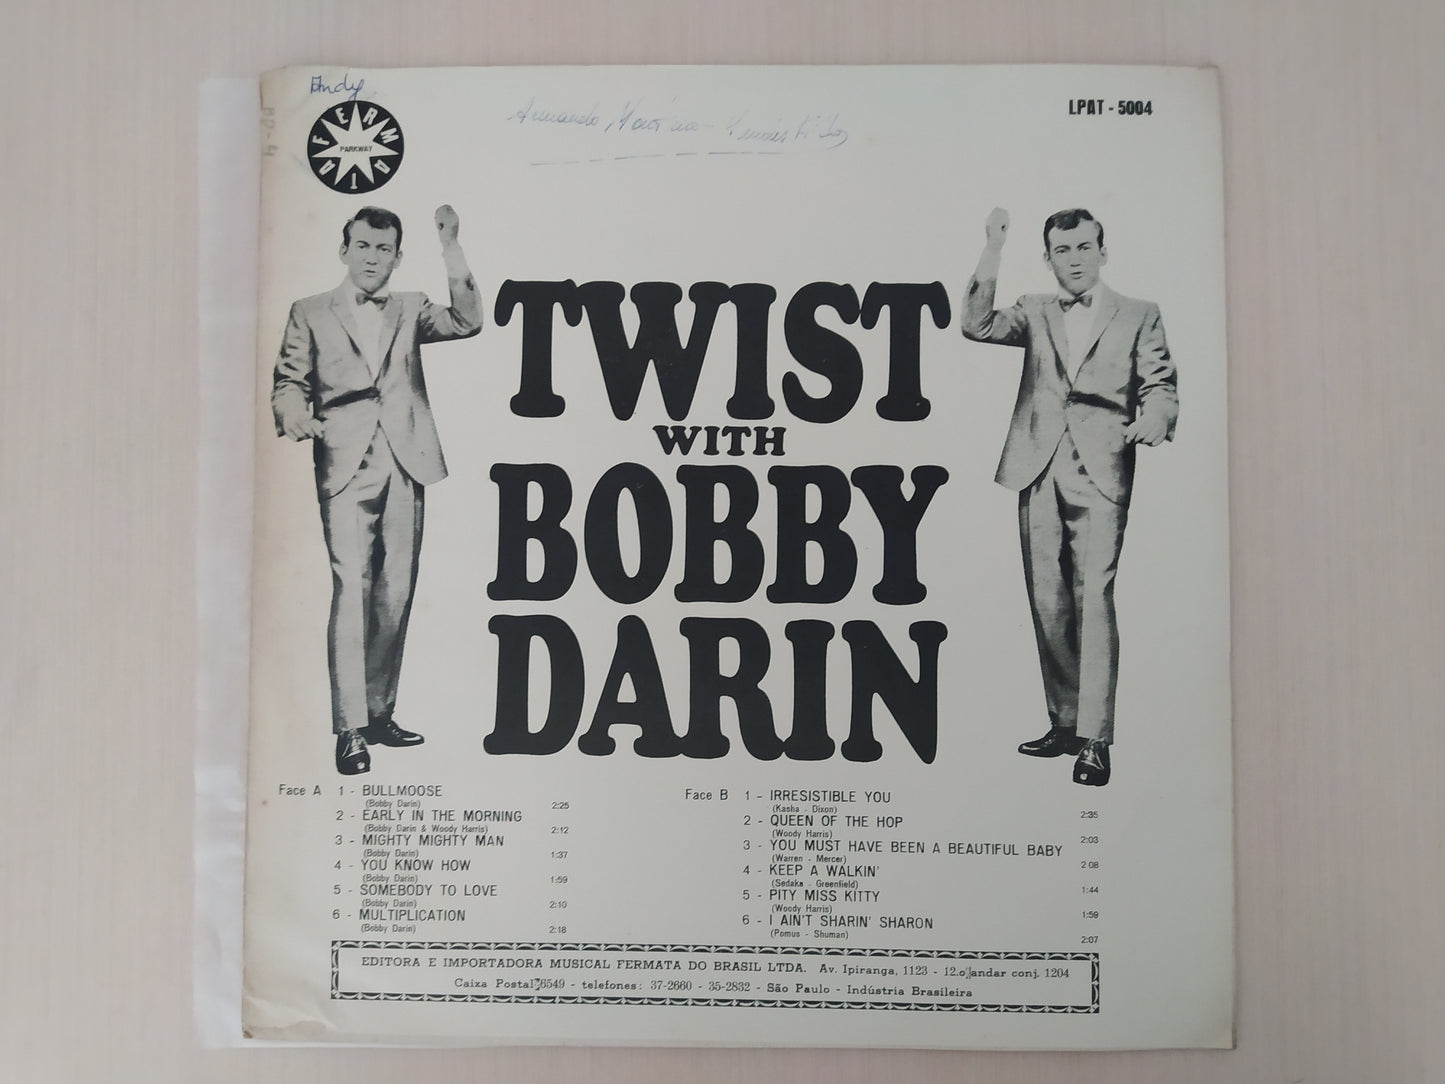 Andy
FERMATA
PARKWAY
Armando
LPAT - 5004
TWIST
WITH
BOBBY
DARIN
Face A 1 - BULLMOOSE
(Bobby Darin) 2:25
2 - EARLY IN THE MORNING
(Bobby Darin & Woody Harris) 2:12
3 - MIGHTY MIGHTY MAN
(Bobby Darin) 1:37
4 - YOU KNOW HOW
(Bobby Darin) 1:59
5 - SOMEBODY TO LOVE
(Bobby Darin) 2:10
6 - MULTIPLICATION
(Bobby Darin) 2:18
Face B 1 - IRRESISTIBLE YOU
(Kasha - Dixon) 2:35
2 - QUEEN OF THE HOP
(Woody Harris) 2:03
3 - YOU MUST HAVE BEEN A BEAUTIFUL BABY
(Warren - Mercer) 2 08
4 - KEEP A WALKIN'
(Sedaka - Greenfield) 1:44
5 - PITY MISS KITTY
(Woody Harris) 1:59
6 - I AIN'T SHARIN' SHARON
(Pomus - Shuman) 2:07
EDITORA E IMPORTADORA MUSICAL FERMATA DO BRASIL LTDA. Av. Ipiranga, 1123 - 12.o andar conj. 1204
Caixa Postal 6549 - telefones: 37-2660 - 35-2832 - São Paulo - Indústria Brasileira